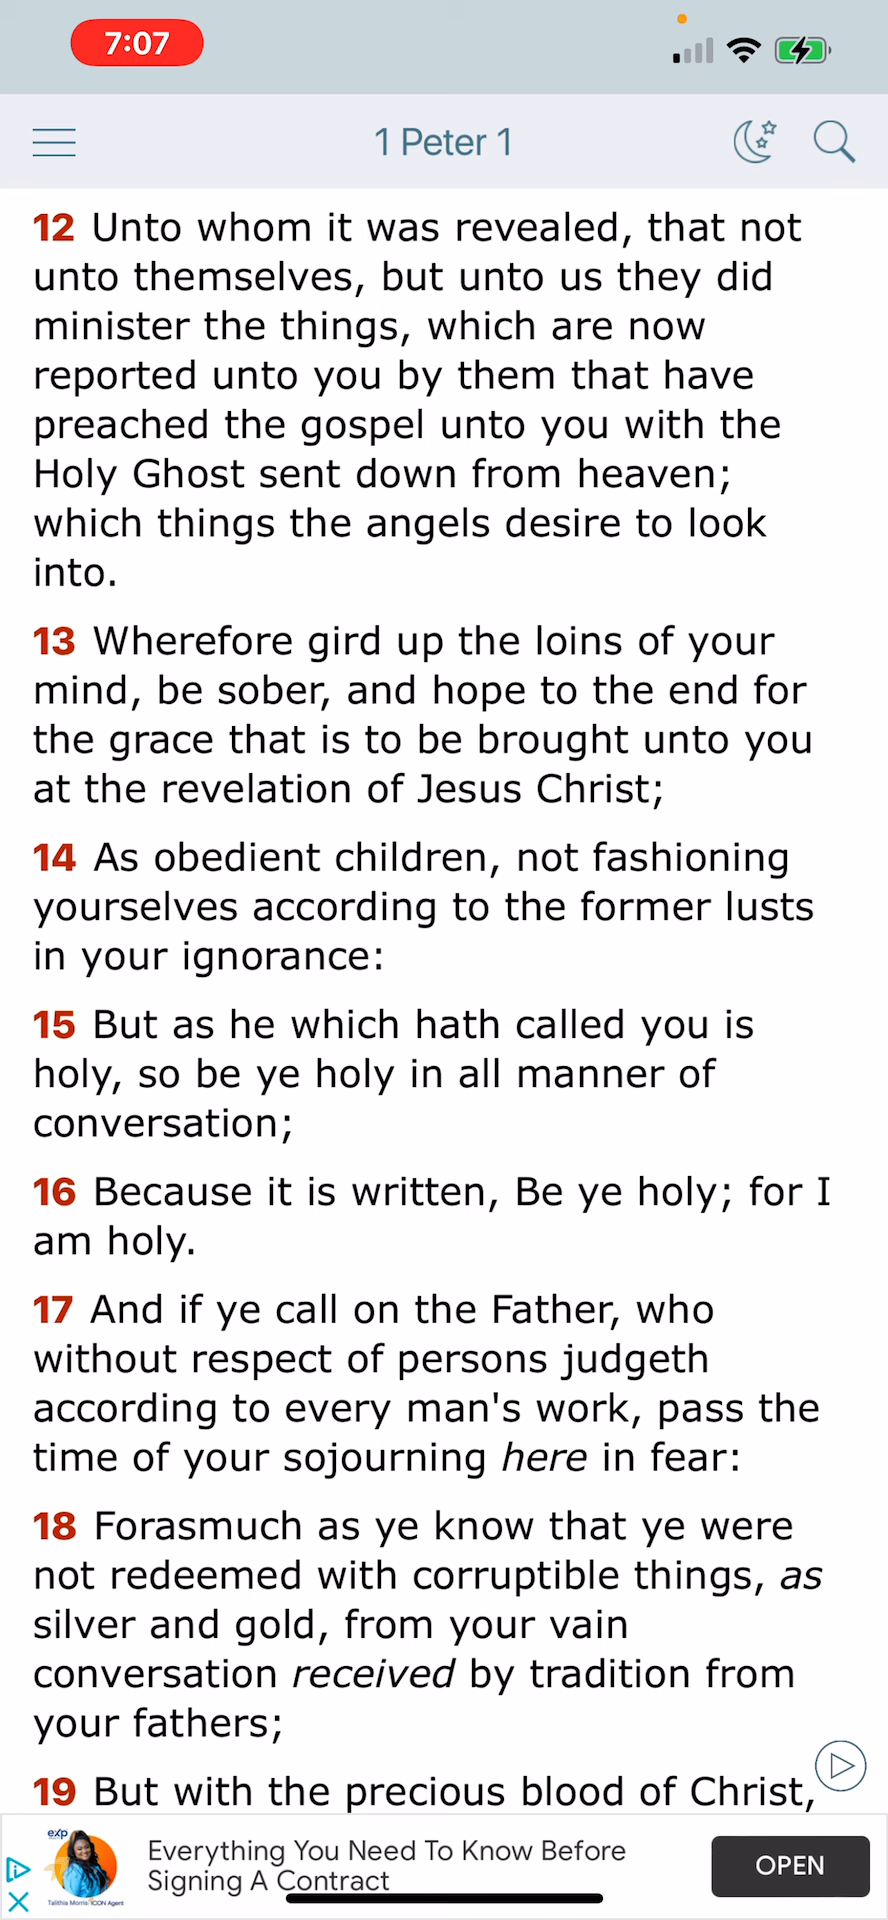 7:07
1 Peter 1
12 Unto whom it was revealed, that not
unto themselves, but unto us they did
minister the things, which are now
reported unto you by them that have
preached the gospel unto you with the
Holy Ghost sent down from heaven;
which things the angels desire to look
into.
13 Wherefore gird up the loins of your
mind, be sober, and hope to the end for
the grace that is to be brought unto you
at the revelation of Jesus Christ;
14 As obedient children, not fashioning
yourselves according to the former lusts
in your ignorance:
15 But as he which hath called you is
holy, so be ye holy in all manner of
conversation;
16 Because it is written, Be ye holy; for I
am holy.
17 And if ye call on the Father, who
without respect of persons judgeth
according to every man's work, pass the
time of your sojourning here in fear:
18 Forasmuch as ye know that ye were
not redeemed with corruptible things, as
silver and gold, from your vain
conversation received by tradition from
your fathers;
19 But with the precious blood of Christ,
exp
Talithia Morris ICON Agent
Everything You Need To Know Before
Signing A Contract
OPEN